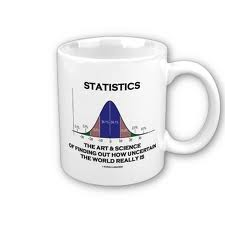 STATISTICS
THE ART & SCIENCE
OF FINDING OUT HOW UNCERTAIN
THE WORLD REALLY IS